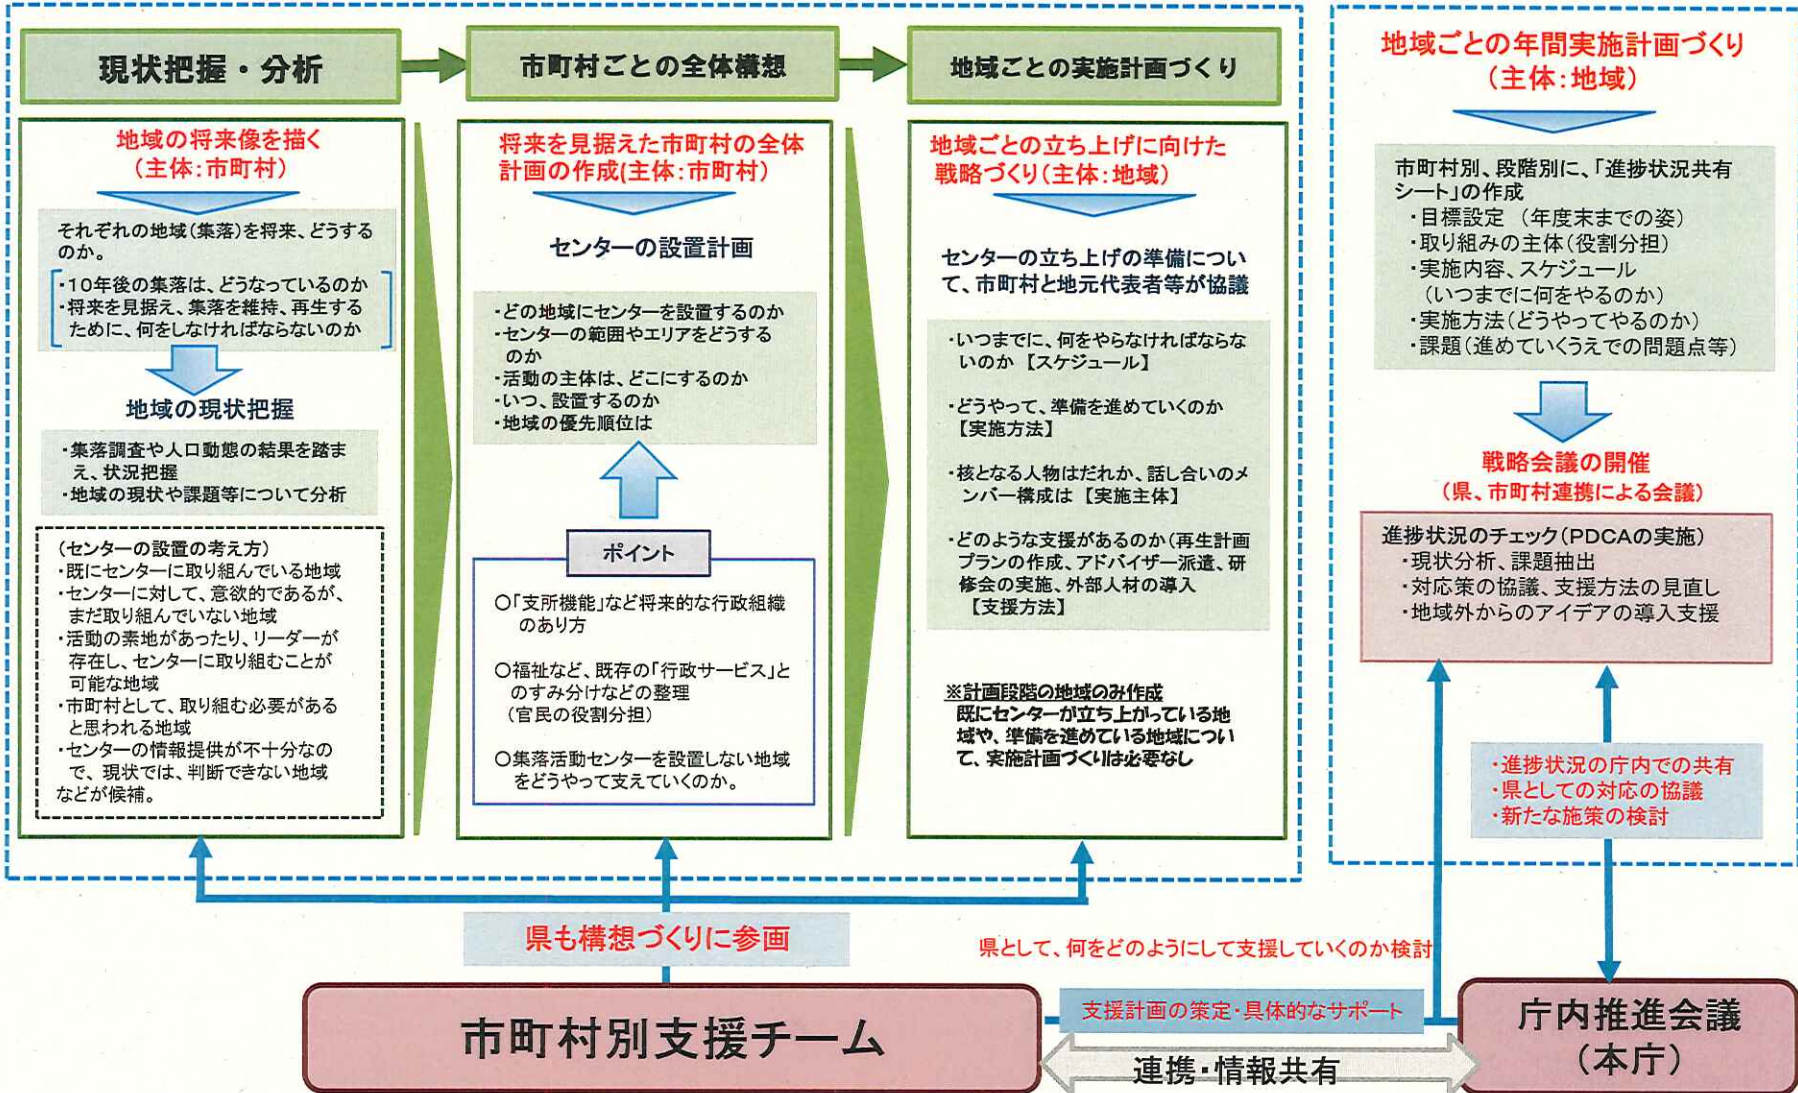 現状把握・分析
地域の将来像を描く
(主体:市町村)
それぞれの地域(集落)を将来、どうする
のか。
・10年後の集落は、どうなっているのか
・将来を見据え、集落を維持、再生する
ために、何をしなければならないのか
地域の現状把握
・集落調査や人口動態の結果を踏ま
え、状況把握
・地域の現状や課題等について分析
(センターの設置の考え方)
・既にセンターに取り組んでいる地域
・センターに対して、意欲的であるが、
まだ取り組んでいない地域
・活動の素地があったり、リーダーが
存在し、センターに取り組むことが
可能な地域
・市町村として、取り組む必要がある
と思われる地域
・センターの情報提供が不十分なの
で、現状では、判断できない地域
などが候補。
市町村ごとの全体構想
将来を見据えた市町村の全体
計画の作成(主体:市町村)
センターの設置計画
・どの地域にセンターを設置するのか
・センターの範囲やエリアをどうする
のか
・活動の主体は、どこにするのか
・いつ、設置するのか
・地域の優先順位は
ポイント
○「支所機能」など将来的な行政組織
のあり方
○福祉など、既存の「行政サービス」と
のすみ分けなどの整理
(官民の役割分担)
○集落活動センターを設置しない地域
をどうやって支えていくのか。
地域ごとの実施計画づくり
地域ごとの立ち上げに向けた
戦略づくり(主体:地域)
センターの立ち上げの準備につい
て、市町村と地元代表者等が協議
・いつまでに、何をやらなければならな
いのか 【スケジュール】
・どうやって、準備を進めていくのか
【実施方法】
・核となる人物はだれか、話し合いのメ
ンバー構成は 【実施主体】
・どのような支援があるのか(再生計画
プランの作成、アドバイザー派遣、研
修会の実施、外部人材の導入
【支援方法】
※計画段階の地域のみ作成
既にセンターが立ち上がっている地
域や、準備を進めている地域につい
て、実施計画づくりは必要なし
地域ごとの年間実施計画づくり
(主体:地域)
市町村別、段階別に、「進捗状況共有
シート」の作成
・目標設定 (年度末までの姿)
・取り組みの主体(役割分担)
・実施内容、スケジュール
(いつまでに何をやるのか)
・実施方法(どうやってやるのか)
・課題(進めていくうえでの問題点等)
戦略会議の開催
(県、市町村連携による会議)
進捗状況のチェック(PDCAの実施)
・現状分析、課題抽出
・対応策の協議、支援方法の見直し
・地域外からのアイデアの導入支援
・進捗状況の庁内での共有
・県としての対応の協議
・新たな施策の検討
県も構想づくりに参画
県として、何をどのようにして支援していくのか検討
市町村別支援チーム
支援計画の策定・具体的なサポート
連携・情報共有
庁内推進会議
(本庁)